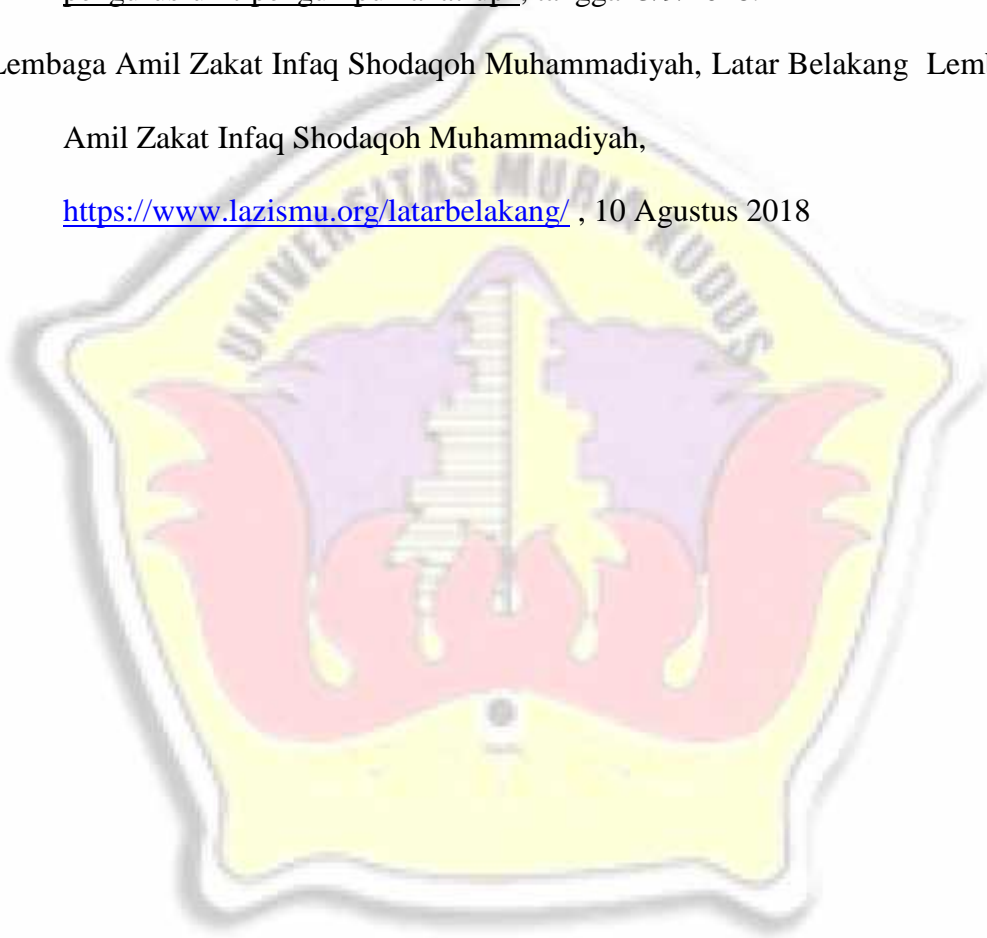 Lembaga Amil Zakat Infaq Shodaqoh Muhammadiyah, Latar Belakang Lem
Amil Zakat Infaq Shodaqoh Muhammadiyah,
https://www.lazismu.org/latarbelakang/ , 10 Agustus 2018
UNIVERSITAS MURIA KUDUS